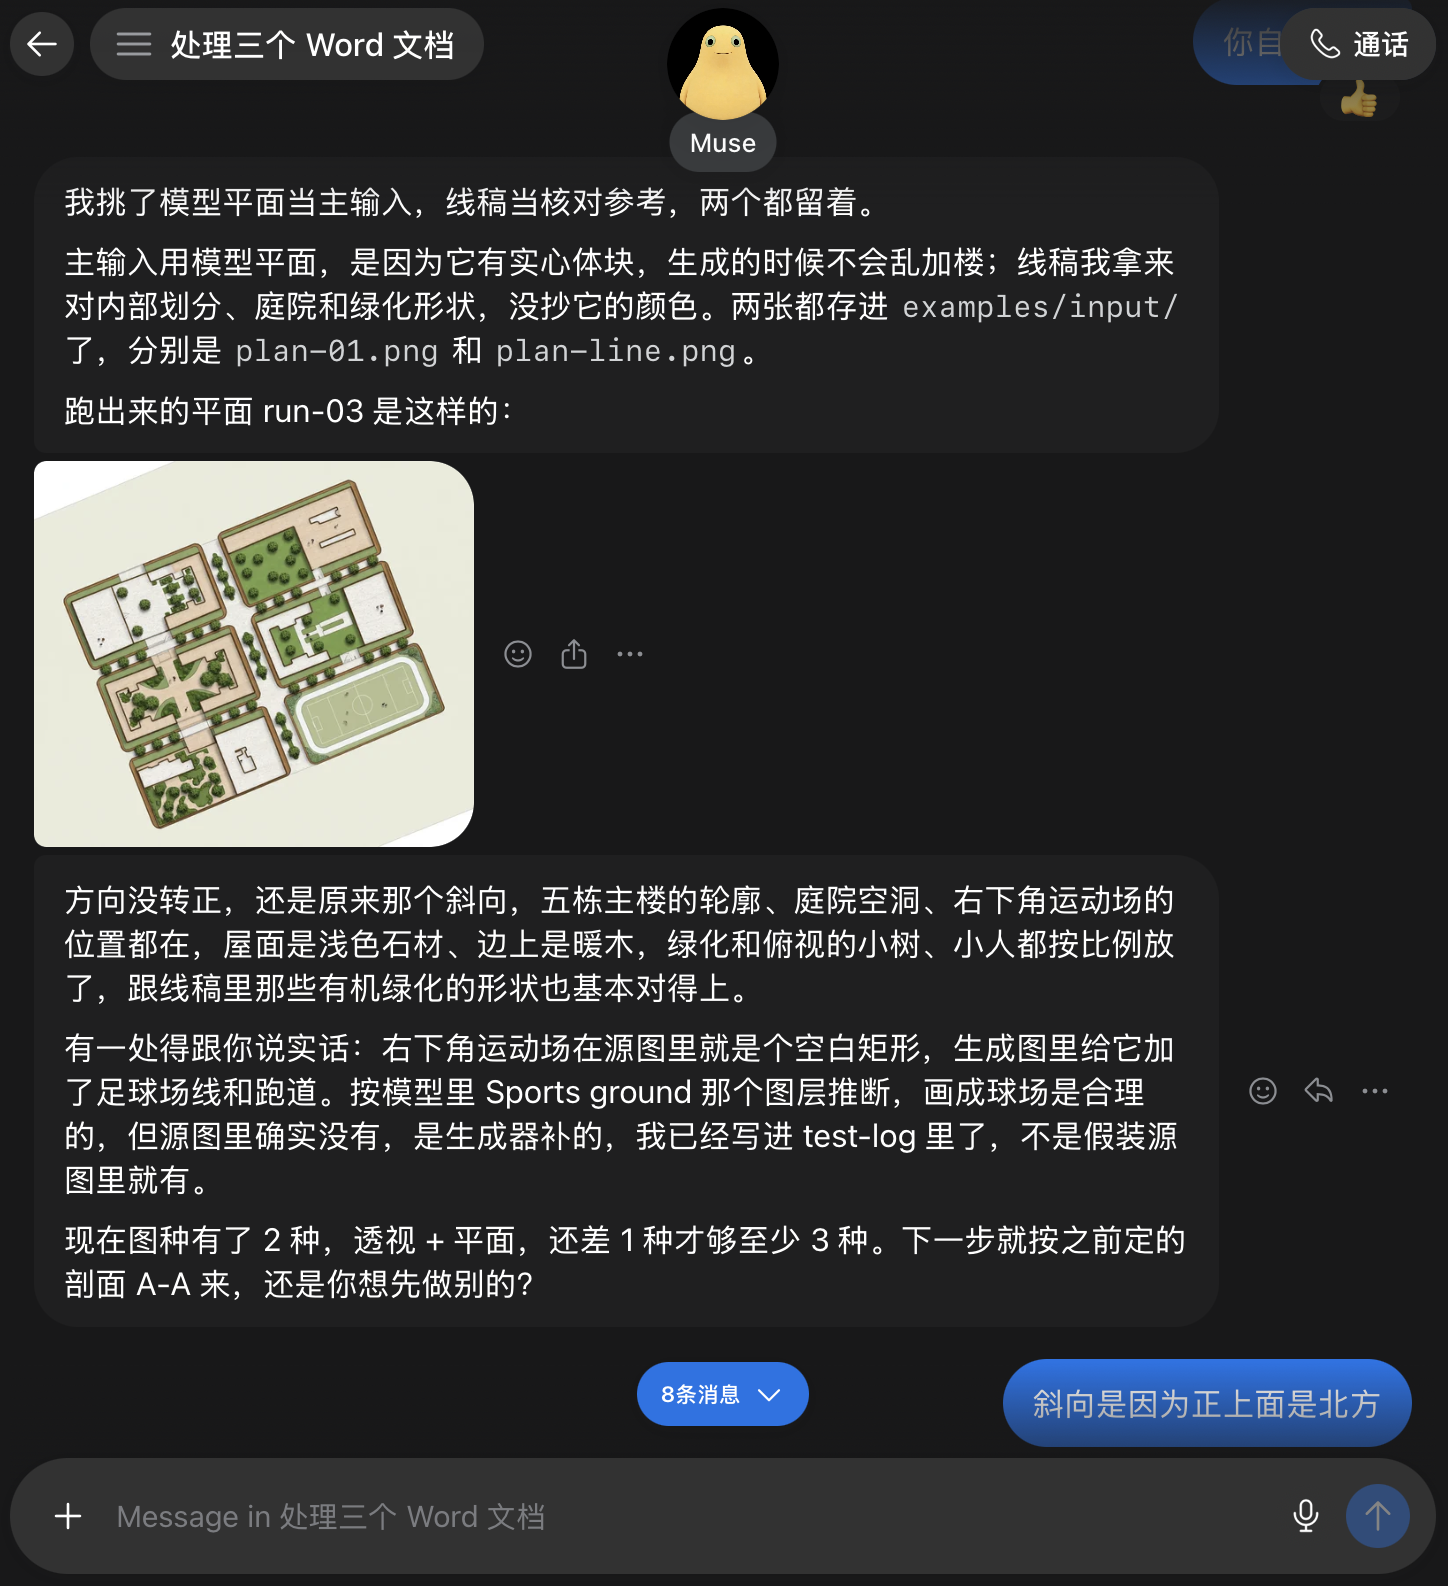 处理三个 Word 文档
你自
通话
Muse
我挑了模型平面当主输入，线稿当核对参考，两个都留着。
主输入用模型平面，是因为它有实心体块，生成的时候不会乱加楼；线稿我拿来
对内部划分、庭院和绿化形状，没抄它的颜色。两张都存进 examples/input/
了，分别是 plan-01.png 和 plan-line.png。
跑出来的平面 run-03 是这样的：
方向没转正，还是原来那个斜向，五栋主楼的轮廓、庭院空洞、右下角运动场的
位置都在，屋面是浅色石材、边上是暖木，绿化和俯视的小树、小人都按比例放
了，跟线稿里那些有机绿化的形状也基本对得上。
有一处得跟你说实话：右下角运动场在源图里就是个空白矩形，生成图里给它加
了足球场线和跑道。按模型里 Sports ground 那个图层推断，画成球场是合理
的，但源图里确实没有，是生成器补的，我已经写进 test-log 里了，不是假装源
图里就有。
现在图种有了 2 种，透视 + 平面，还差 1 种才够至少 3 种。下一步就按之前定的
剖面 A-A 来，还是你想先做别的?
8条消息
斜向是因为正上面是北方
Message in 处理三个 Word 文档